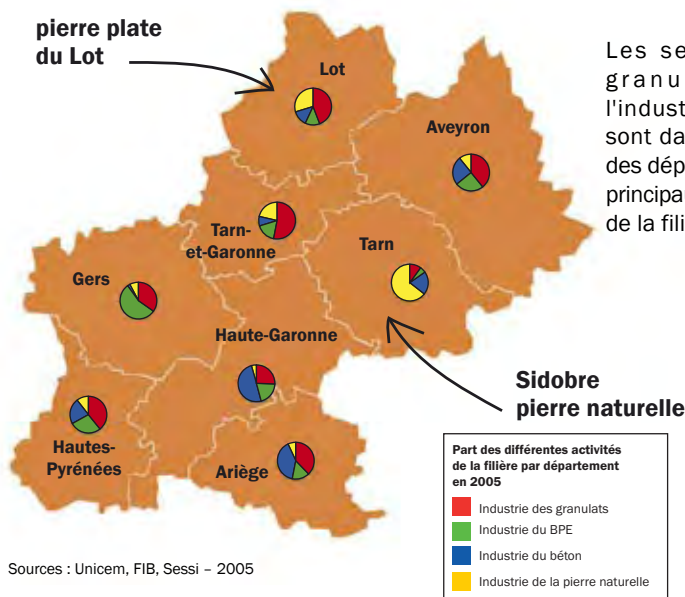 pierre plate
du Lot
Lot
Aveyron
Les se
granu
l'indust
sont da
des dép
principa
de la fili
Tarn-
et-Garonne
Tarn
Gers
Haute-Garonne
Sidobre
pierre naturelle
Hautes-
Pyrénées
Ariège
Part des différentes activités
de la filière par département
en 2005
Industrie des granulats
Industrie du BPE
Industrie du béton
Industrie de la pierre naturelle
Sources : Unicem, FIB, Sessi – 2005